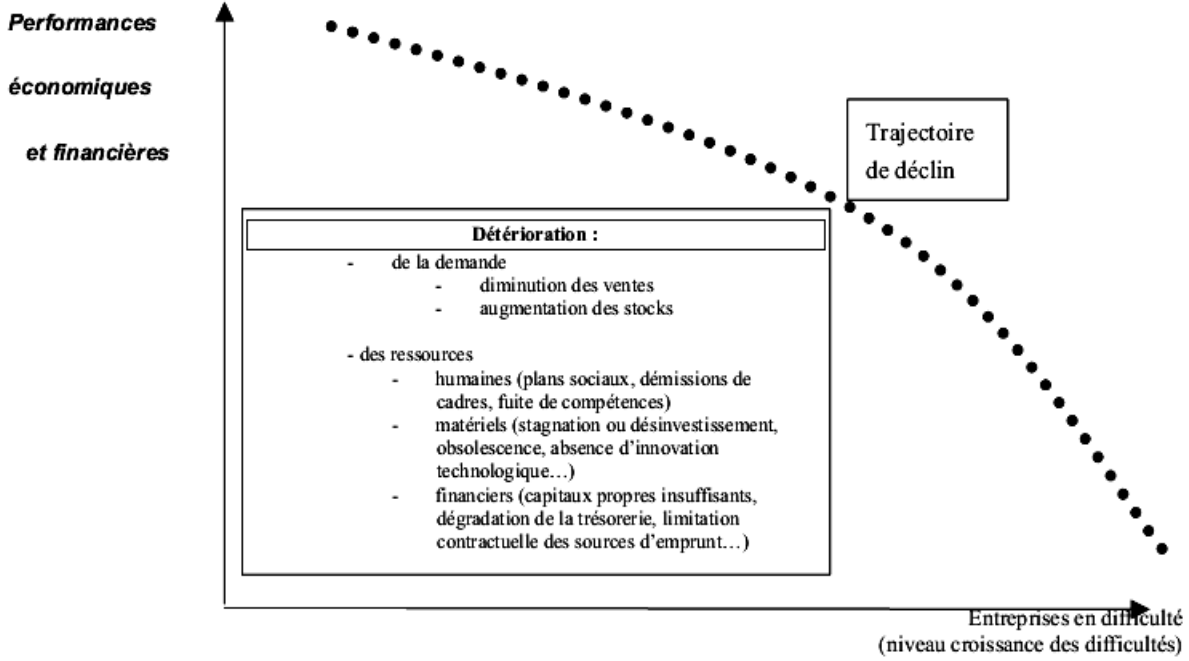 Performances
économiques
et financières
Trajectoire
de déclin
Détérioration :
- de la demande
- diminution des ventes
- augmentation des stocks
- des ressources
- humaines (plans sociaux, démissions de
cadres, fuite de compétences)
- matériels (stagnation ou désinvestissement,
obsolescence, absence d'innovation
technologique…)
- financiers (capitaux propres insuffisants,
dégradation de la trésorerie, limitation
contractuelle des sources d'emprunt…)
Entreprises en difficulté
(niveau croissance des difficultés)